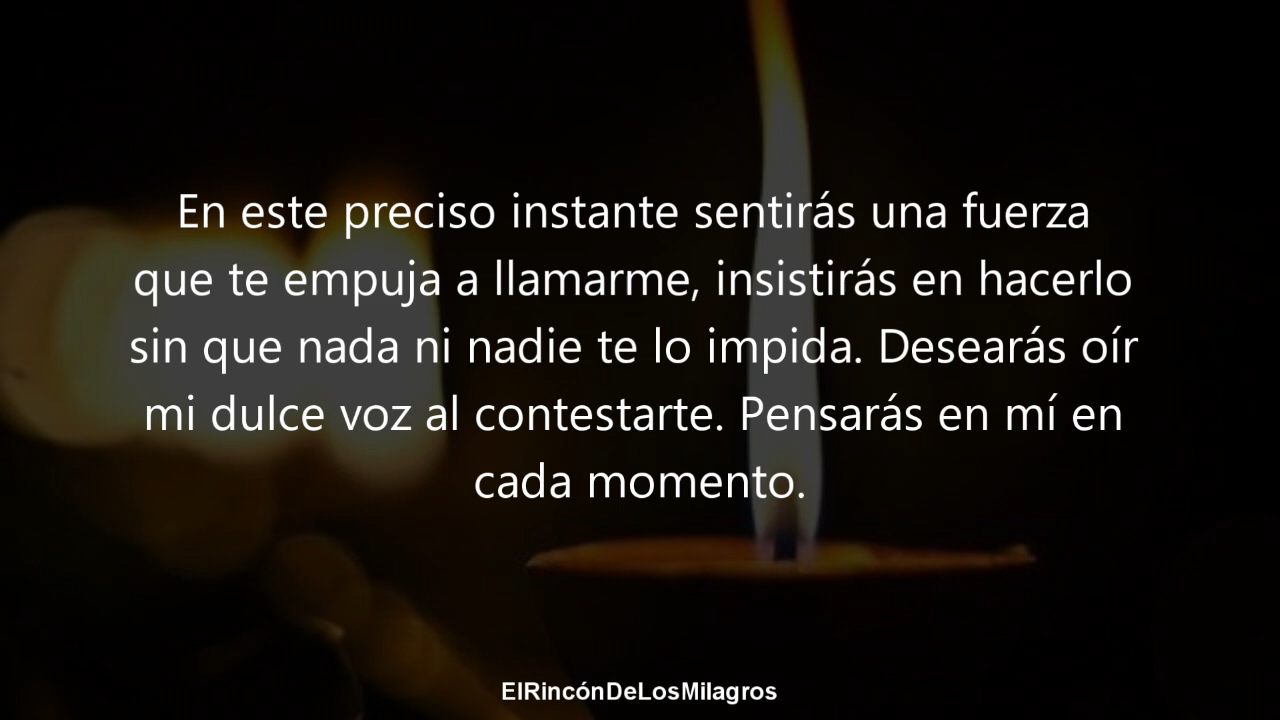 En este preciso instante sentirás una fuerza
que te empuja a llamarme, insistirás en hacerlo
sin que nada ni nadie te lo impida. Desearás oír
mi dulce voz al contestarte. Pensarás en mí en
cada momento.
ElRincónDeLosMilagros